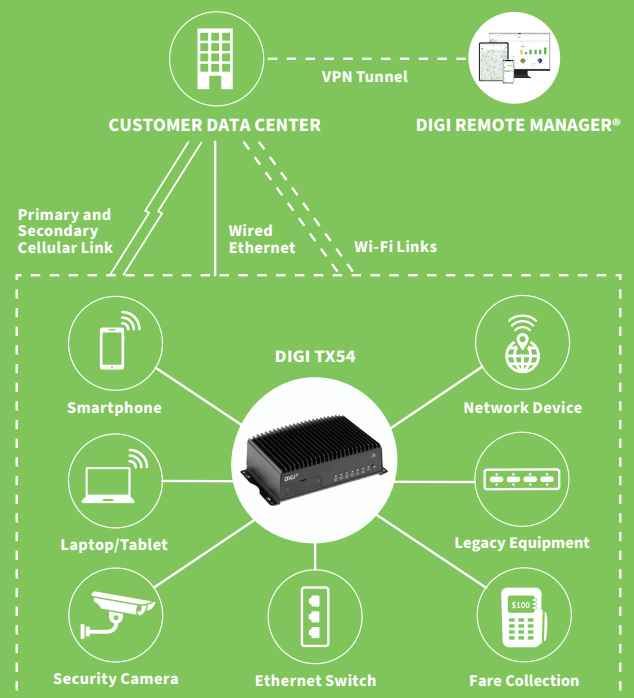 VPN Tunnel
CUSTOMER DATA CENTER
DIGI REMOTE MANAGER®
Primary and
Secondary
Cellular Link
Wired
Ethernet
Wi-Fi Links
DIGI TX54
Smartphone
Network Device
DIGI
Laptop/Tablet
Legacy Equipment
$100
Security Camera
Ethernet Switch
Fare Collection